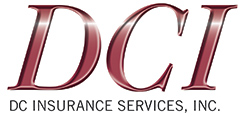 DCI
DC INSURANCE SERVICES, INC.